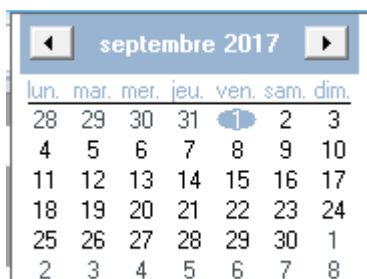 septembre 2017
lun. mar. mer. jeu. ven. sam. dim.
28 29 30 31 1 2 3
4 5 6 7 8 9 10
11 12 13 14 15 16 17
18 19 20 21 22 23 24
25 26 27 28 29 30 1
2 3 4 5 6 7 8